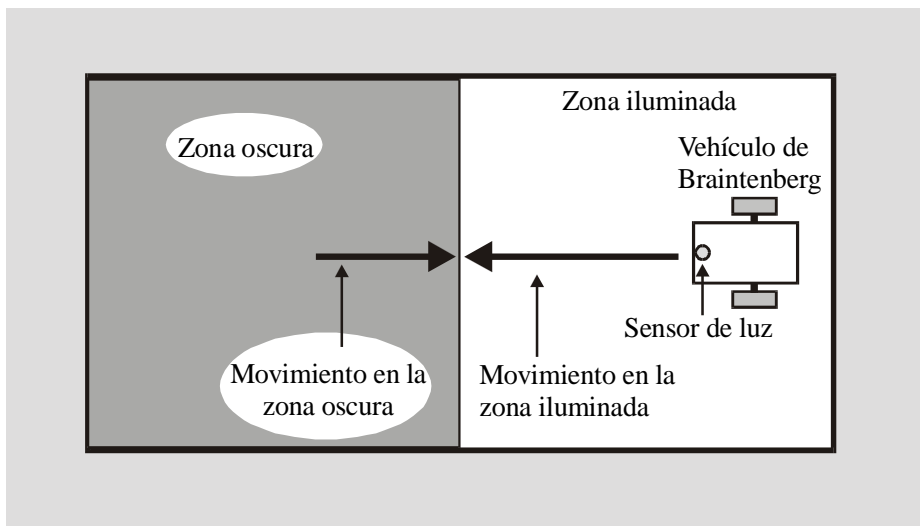 Zona iluminada
Zona oscura
Vehículo de
Braintenberg
Sensor de luz
Movimiento en la
zona oscura
Movimiento en la
zona iluminada